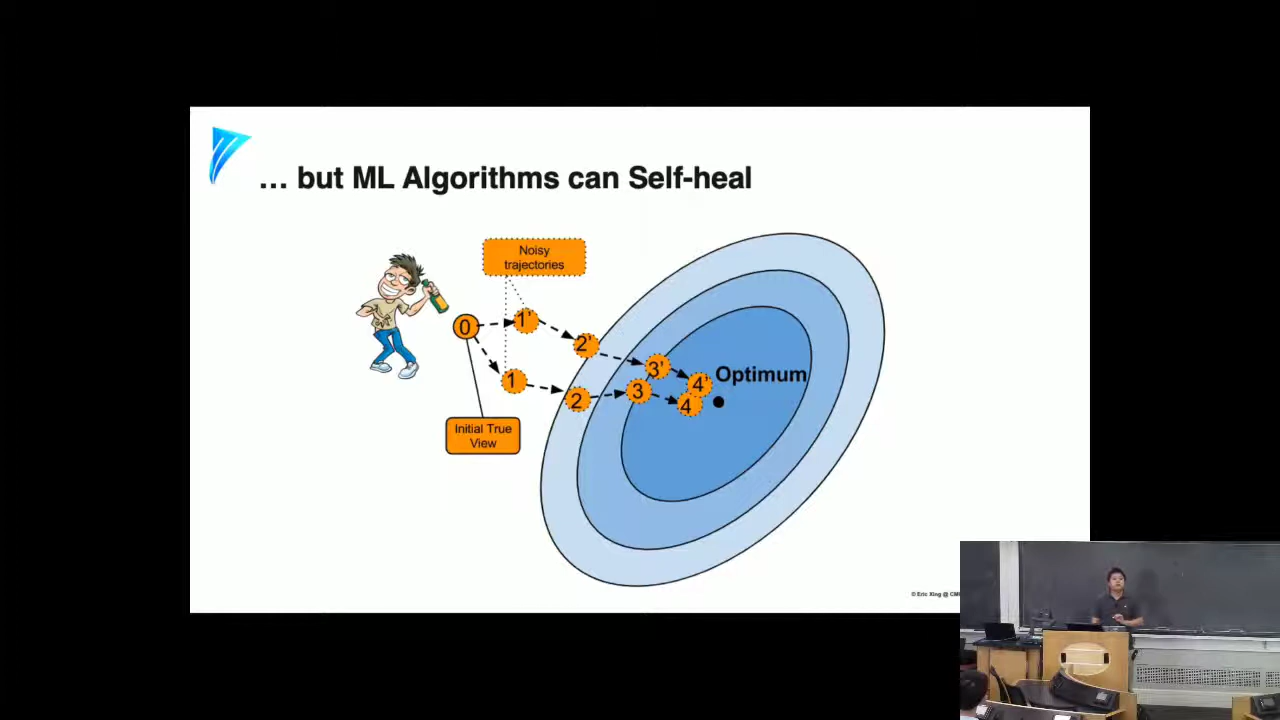 ... but ML Algorithms can Self-heal
Noisy
trajectories
0
1'
2'
3'
4'
Optimum
1
2
3
4
Initial True
View
© Eric Xing @